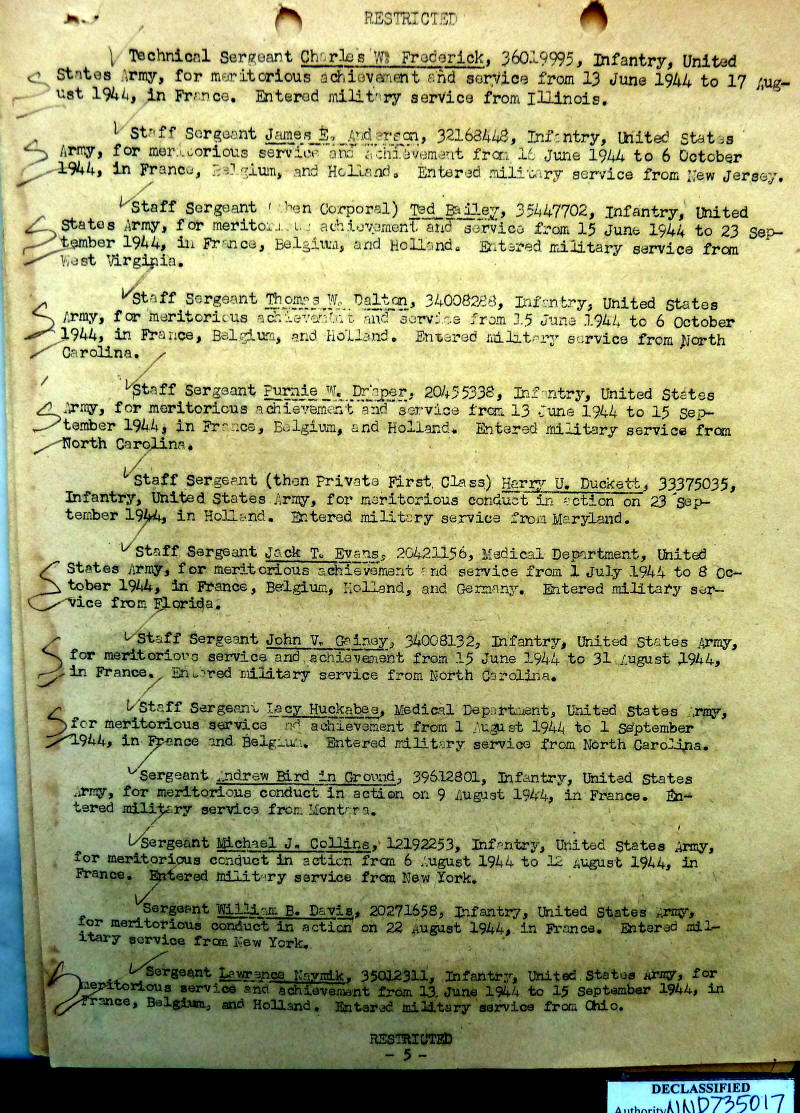 RESTRICTED
Technical Sergeant Charles W. Frederick, 36019995, Infantry, United
States Army, for meritorious achievement and service from 13 June 1944 to 17 Aug-
ust 1944, in France. Entered military service from Illinois.
Staff Sergeant James E. Anderson, 32168448, Infantry, United States
Army, for meritorious service and achievement from 16 June 1944 to 6 October
1944, in France, Belgium, and Holland. Entered military service from New Jersey.
Staff Sergeant (then Corporal) Ted Bailey, 35447702, Infantry, United
States Army, for meritorious achievement and service from 15 June 1944 to 23 Sep-
tember 1944, in France, Belgium, and Holland. Entered military service from
West Virginia.
Staff Sergeant Thomas W. Dalton, 34008288, Infantry, United States
Army, for meritorious achievement and service from 15 June 1944 to 6 October
1944, in France, Belgium, and Holland. Entered military service from North
Carolina.
Staff Sergeant Purnie W. Draper, 20455338, Infantry, United States
Army, for meritorious achievement and service from 13 June 1944 to 15 Sep-
tember 1944, in France, Belgium, and Holland. Entered military service from
North Carolina.
Staff Sergeant (then Private First Class) Harry U. Duckett, 33375035,
Infantry, United States Army, for meritorious conduct in action on 23 Sep-
tember 1944, in Holland. Entered military service from Maryland.
Staff Sergeant Jack T. Evans, 20421156, Medical Department, United
States Army, for meritorious achievement and service from 1 July 1944 to 8 Oc-
tober 1944, in France, Belgium, Holland, and Germany. Entered military ser-
vice from Florida.
Staff Sergeant John V. Gainey, 34008132, Infantry, United States Army,
for meritorious service and achievement from 15 June 1944 to 31 August 1944,
in France. Entered military service from North Carolina.
Staff Sergeant Lacy Huckabee, Medical Department, United States Army,
for meritorious service and achievement from 1 August 1944 to 1 September
1944, in France and Belgium. Entered military service from North Carolina.
Sergeant Andrew Bird in Ground, 39612801, Infantry, United States
Army, for meritorious conduct in action on 9 August 1944, in France. En-
tered military service from Montana.
Sergeant Michael J. Collins, 12192253, Infantry, United States Army,
for meritorious conduct in action from 6 August 1944 to 12 August 1944, in
France. Entered military service from New York.
Sergeant William B. Davis, 20271658, Infantry, United States Army,
for meritorious conduct in action on 22 August 1944, in France. Entered mil-
itary service from New York.
Sergeant Lawrence Naymik, 35012311, Infantry, United States Army, for
meritorious service and achievement from 13 June 1944 to 15 September 1944, in
France, Belgium, and Holland. Entered military service from Ohio.
RESTRICTED
- 5 -
DECLASSIFIED
Authority NND735017